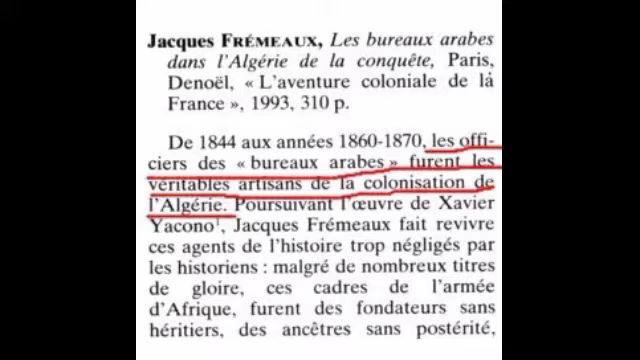 Jacques FRÉMEAUX, Les bureaux arabes
dans l'Algérie de la conquête, Paris,
Denoël, « L'aventure coloniale de la
France », 1993, 310 p.
De 1844 aux années 1860-1870, les offi-
ciers des « bureaux arabes » furent les
véritables artisans de la colonisation de
l'Algérie. Poursuivant l'œuvre de Xavier
Yacono¹, Jacques Frémeaux fait revivre
ces agents de l'histoire trop négligés par
les historiens : malgré de nombreux titres
de gloire, ces cadres de l'armée
d'Afrique, furent des fondateurs sans
héritiers, des ancêtres sans postérité,